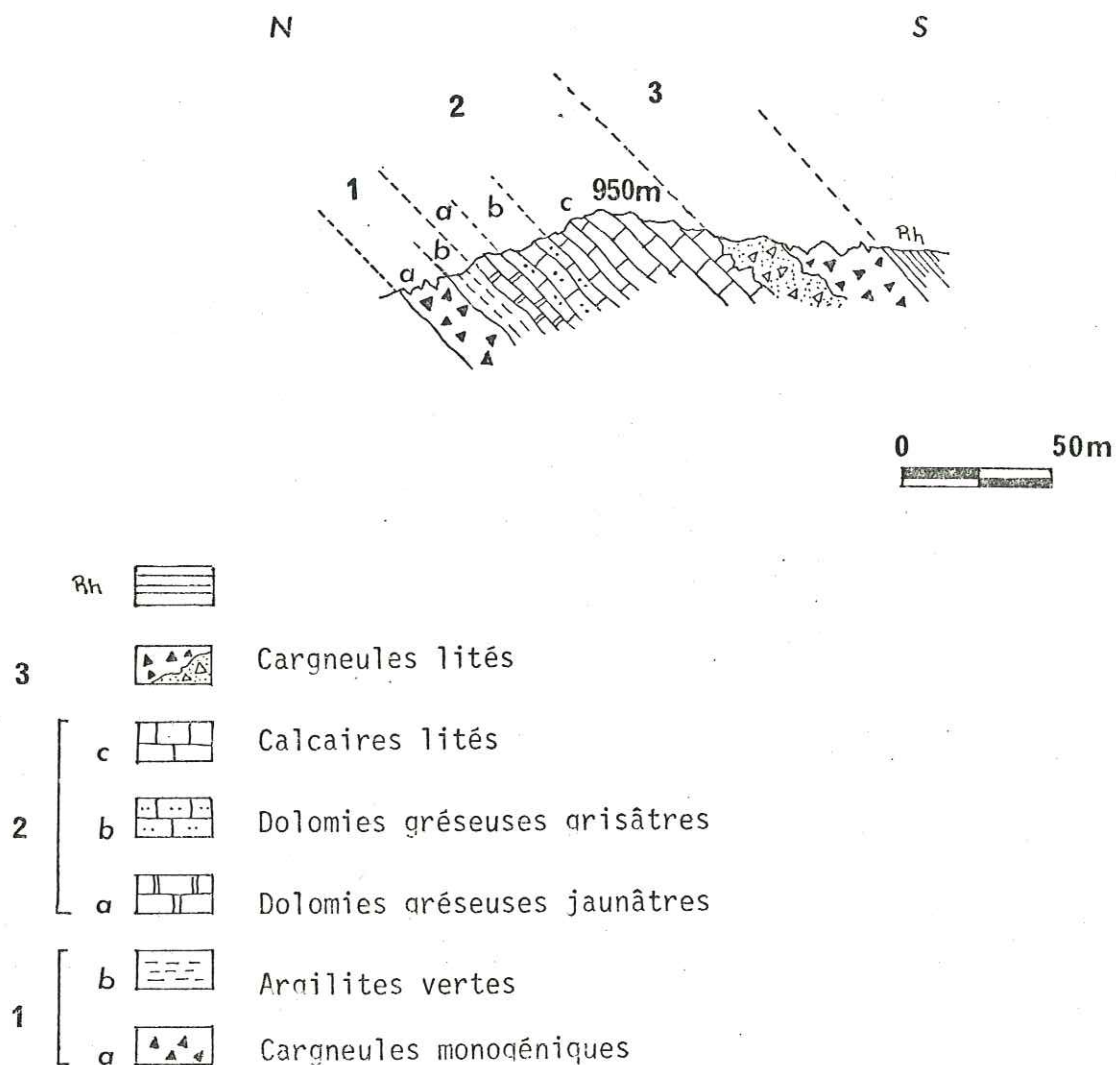 N S
3
2
1
a b c 950m
b
a
Rh
0 50m
Rh
3 Cargneules lités
c Calcaires lités
2 b Dolomies gréseuses grisâtres
a Dolomies gréseuses jaunâtres
b Argilites vertes
1
a Cargneules monogéniques